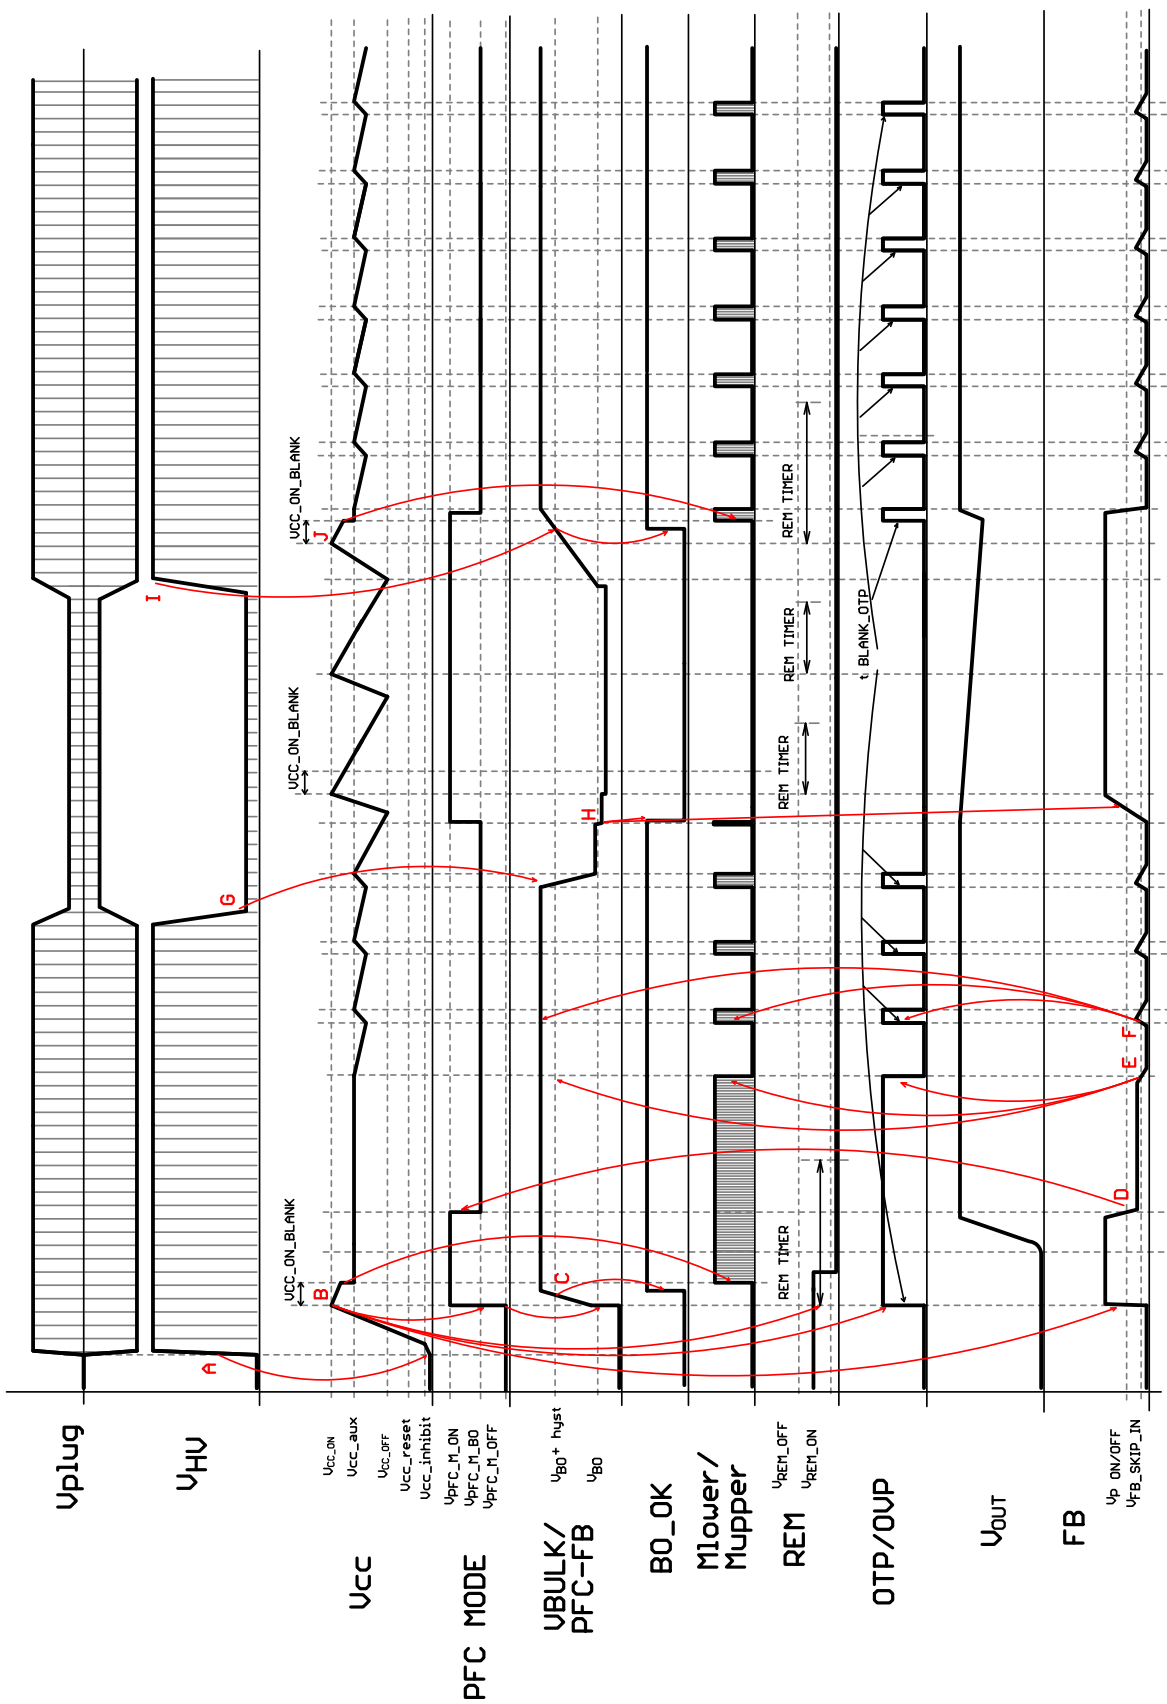 Vplug
VHV
Vcc
VCC_ON
Vcc_aux
VCC_OFF
Vcc_reset
Vcc_inhibit
PFC MODE
VPFC_M_ON
VPFC_M_BO
VPFC_M_OFF
VBULK/
PFC-FB
VBO+ hyst
VBO
BO_OK
Mlower/
Mupper
REM
VREM_OFF
VREM_ON
OTP/OVP
VOUT
FB
VP ON/OFF
VFB_SKIP_IN
A
B
C
D
E
F
G
H
I
J
VCC_ON_BLANK
VCC_ON_BLANK
VCC_ON_BLANK
REM TIMER
REM TIMER
REM TIMER
REM TIMER
t BLANK_OTP